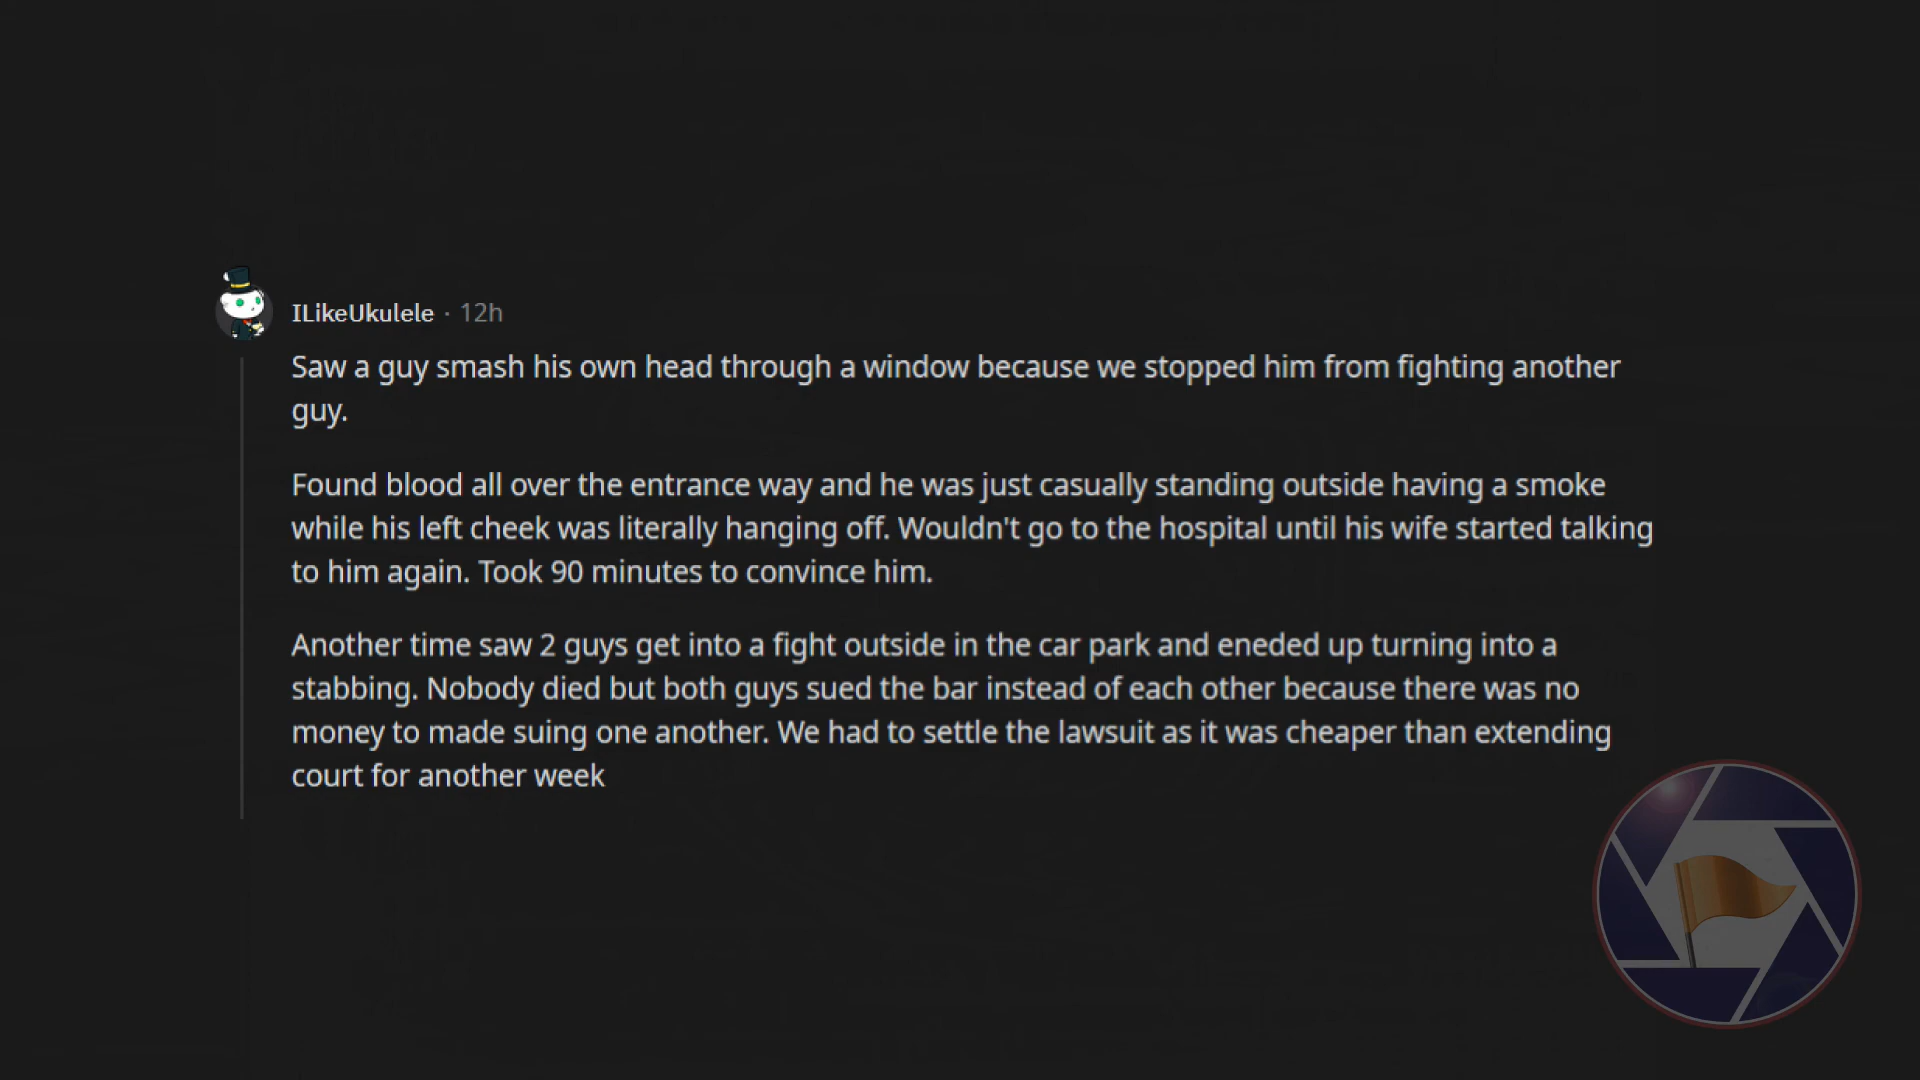 ILikeUkulele · 12h
Saw a guy smash his own head through a window because we stopped him from fighting another
guy.
Found blood all over the entrance way and he was just casually standing outside having a smoke
while his left cheek was literally hanging off. Wouldn't go to the hospital until his wife started talking
to him again. Took 90 minutes to convince him.
Another time saw 2 guys get into a fight outside in the car park and eneded up turning into a
stabbing. Nobody died but both guys sued the bar instead of each other because there was no
money to made suing one another. We had to settle the lawsuit as it was cheaper than extending
court for another week